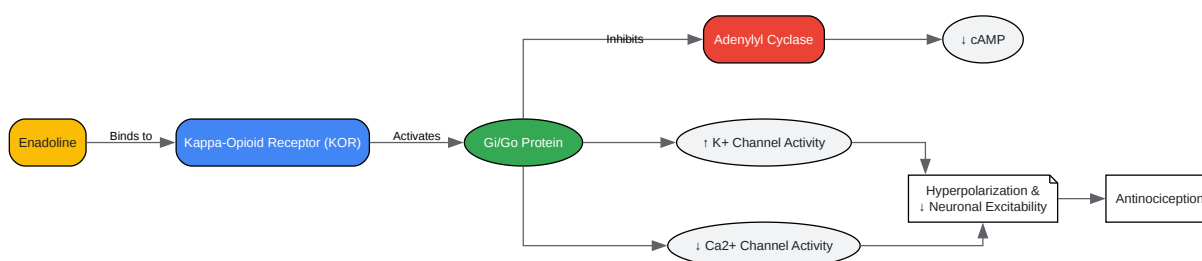 Inhibits
Adenylyl Cyclase
↓ cAMP
Enadoline
Binds to
Kappa-Opioid Receptor (KOR)
Activates
Gi/Go Protein
↑ K+ Channel Activity
Hyperpolarization &
↓ Neuronal Excitability
Antinociception
↓ Ca2+ Channel Activity